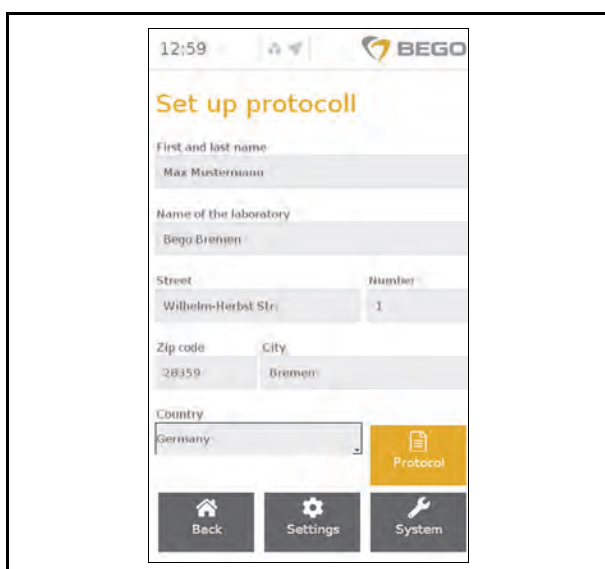 12:59 BEGO
Set up protocoll
First and last name
Max Mustermann
Name of the laboratory
Bego Bremen
Street Number
Wilhelm-Herbst Str. 1
Zip code City
28359 Bremen
Country
Germany
Protocol
Back Settings System